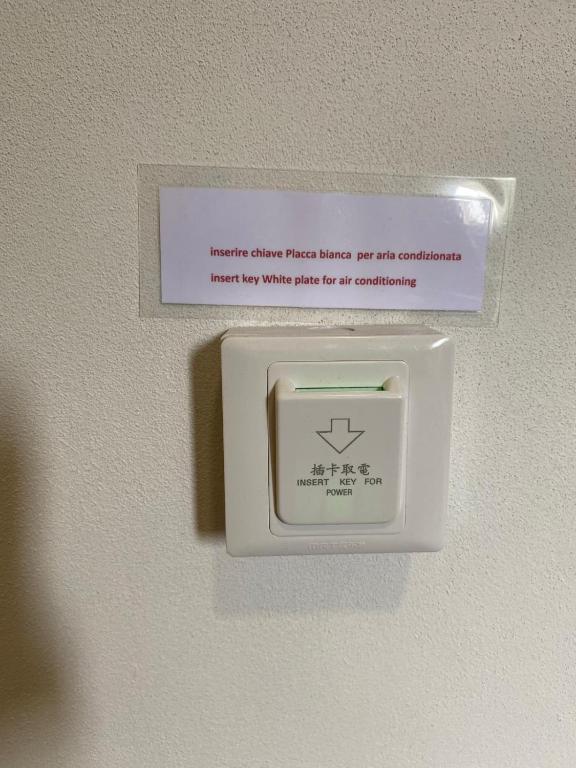 inserire chiave Placca bianca per aria condizionata
insert key White plate for air conditioning
插卡取電
INSERT KEY FOR
POWER